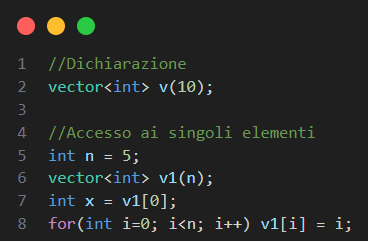 1 //Dichiarazione
2 vector<int> v(10);
3
4 //Accesso ai singoli elementi
5 int n = 5;
6 vector<int> v1(n);
7 int x = v1[0];
8 for(int i=0; i<n; i++) v1[i] = i;